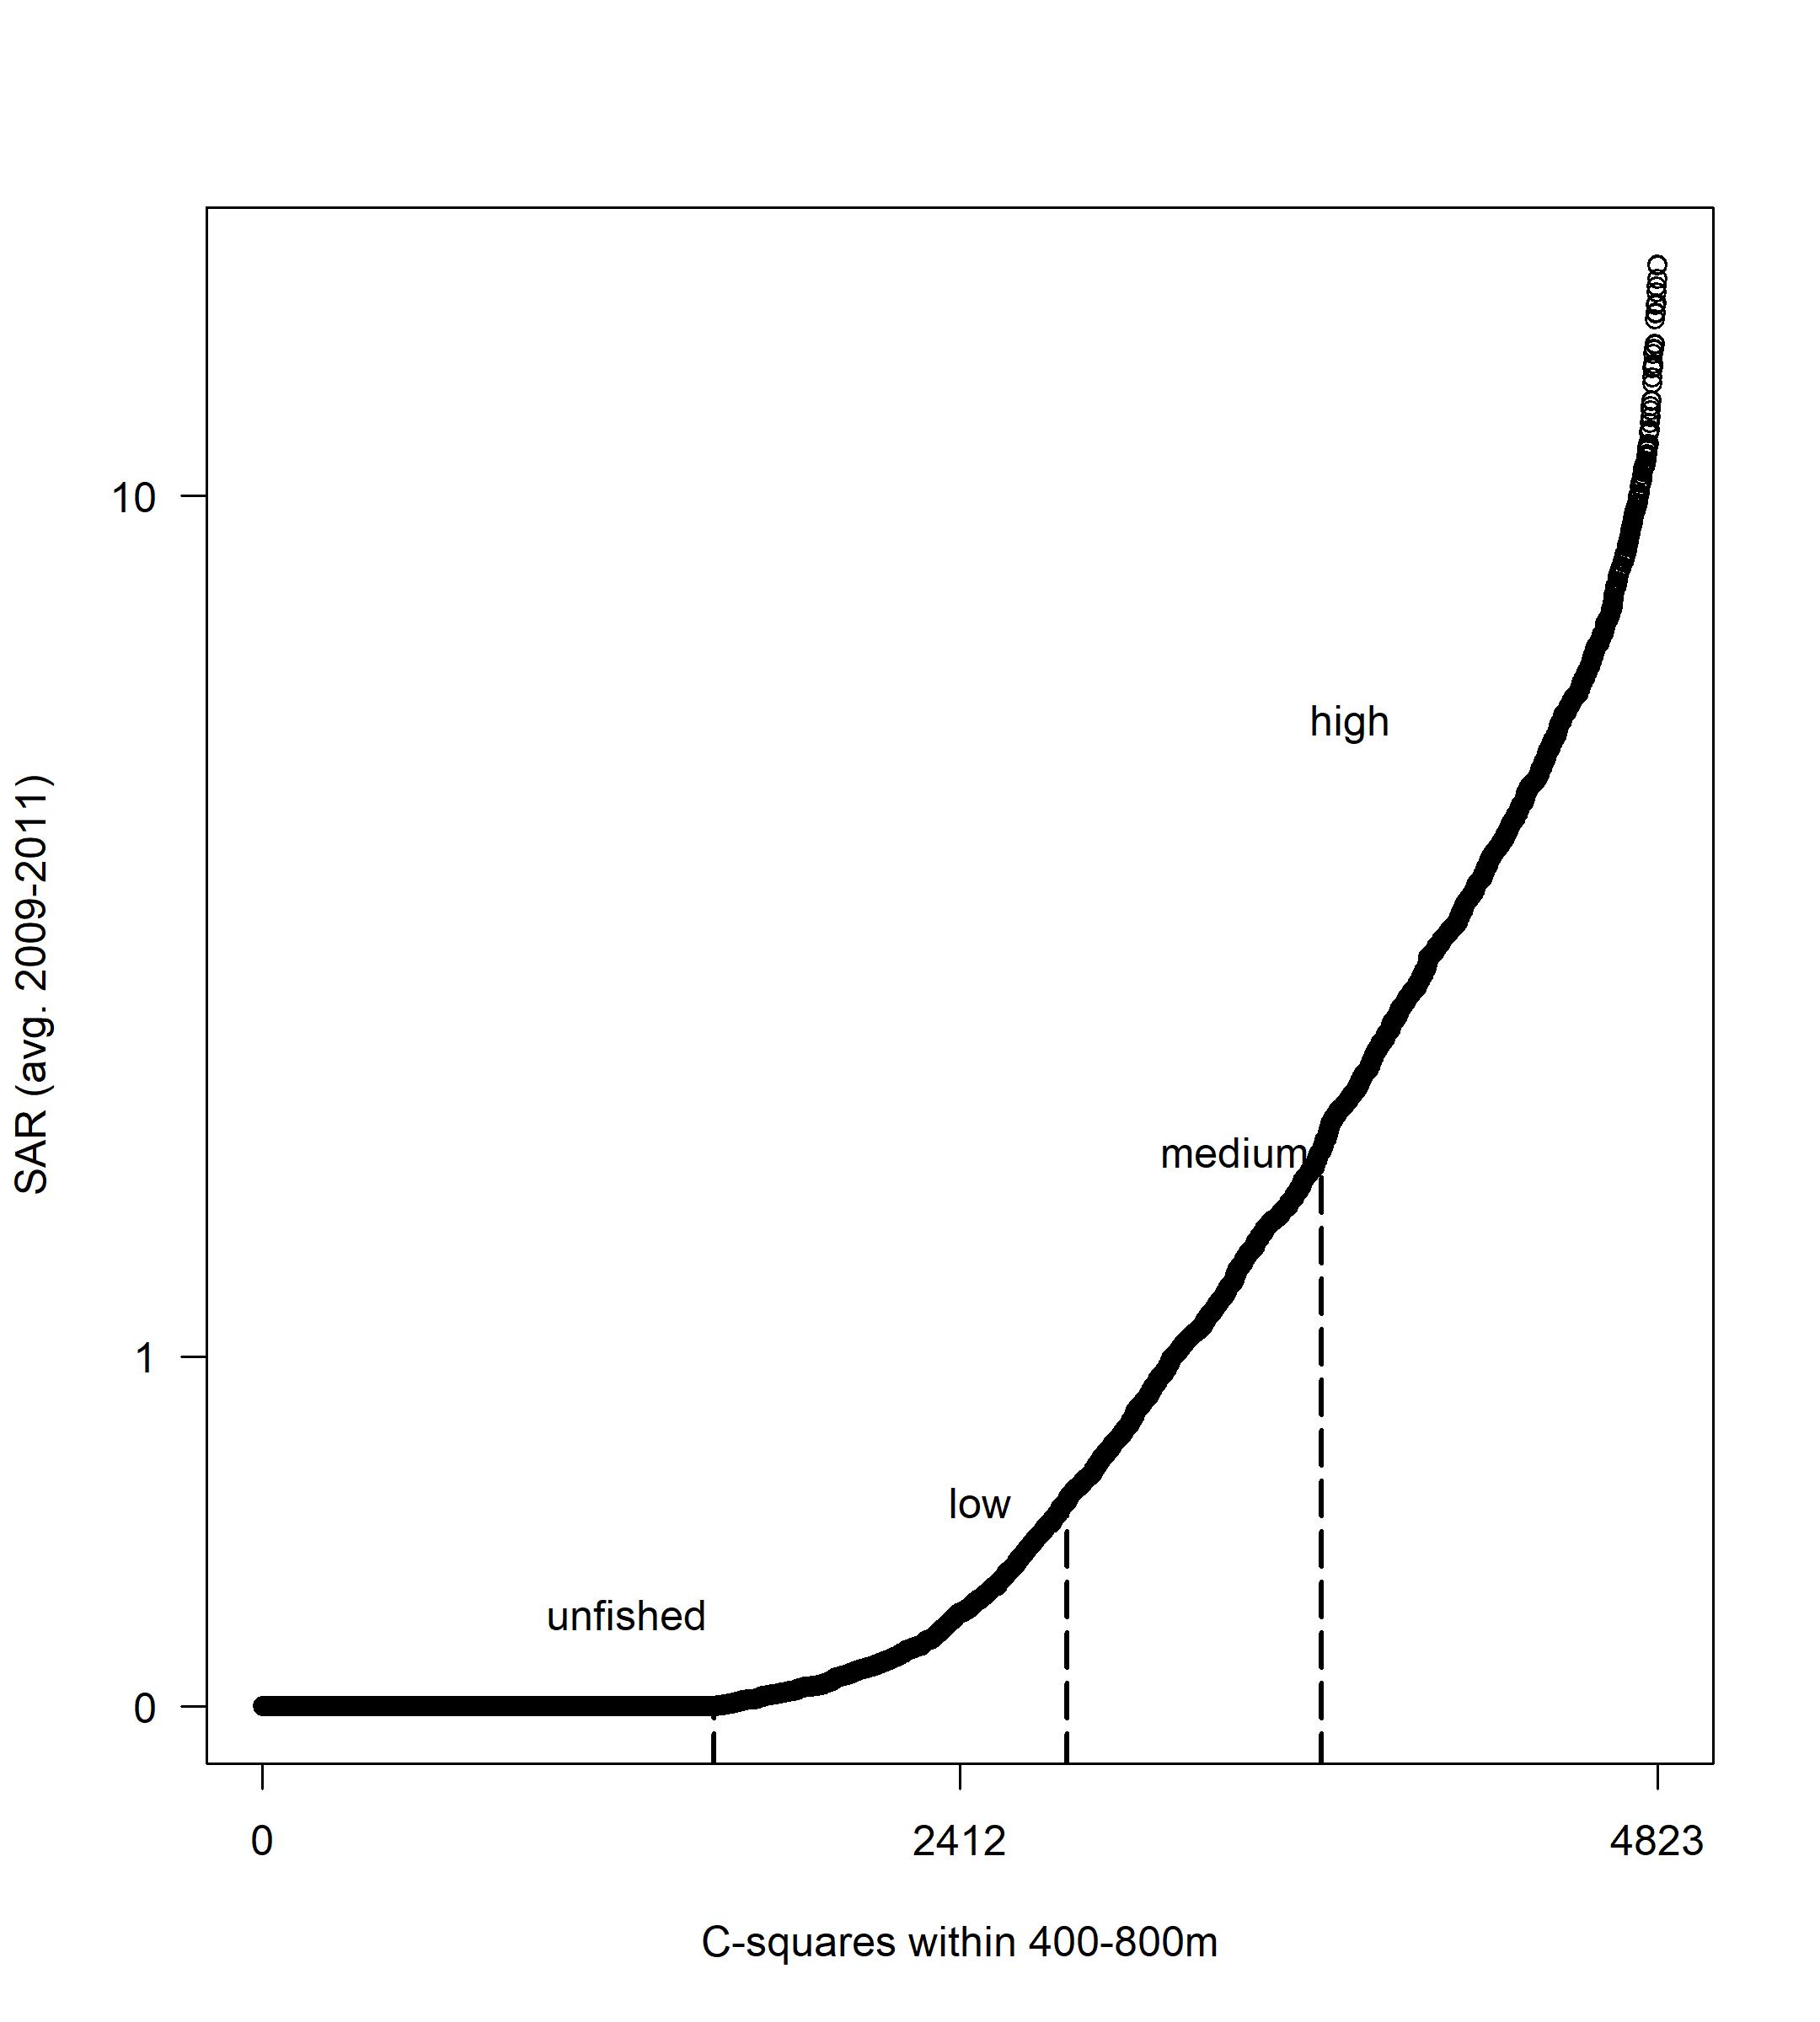 10
high
SAR (avg. 2009-2011)
medium
1
low
unfished
0
0 2412 4823
C-squares within 400-800m